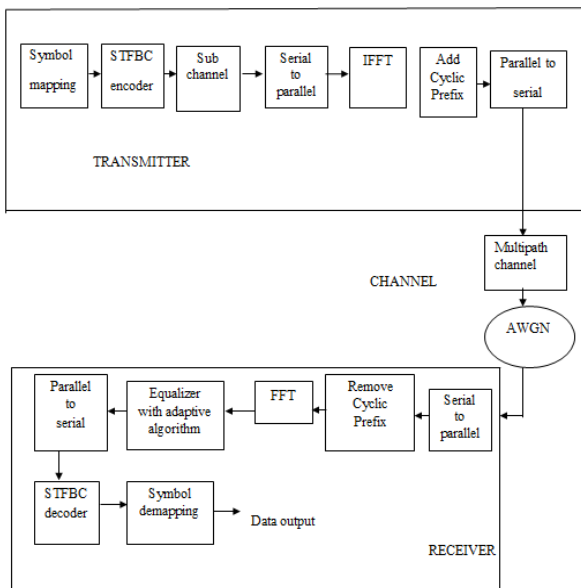 Symbol
mapping
STFBC
encoder
Sub
channel
Serial
to
parallel
IFFT
Add
Cyclic
Prefix
Parallel to
serial
TRANSMITTER
Multipath
channel
CHANNEL
AWGN
Parallel
to
serial
Equalizer
with adaptive
algorithm
FFT
Remove
Cyclic
Prefix
Serial
to
parallel
STFBC
decoder
Symbol
demapping
Data output
RECEIVER